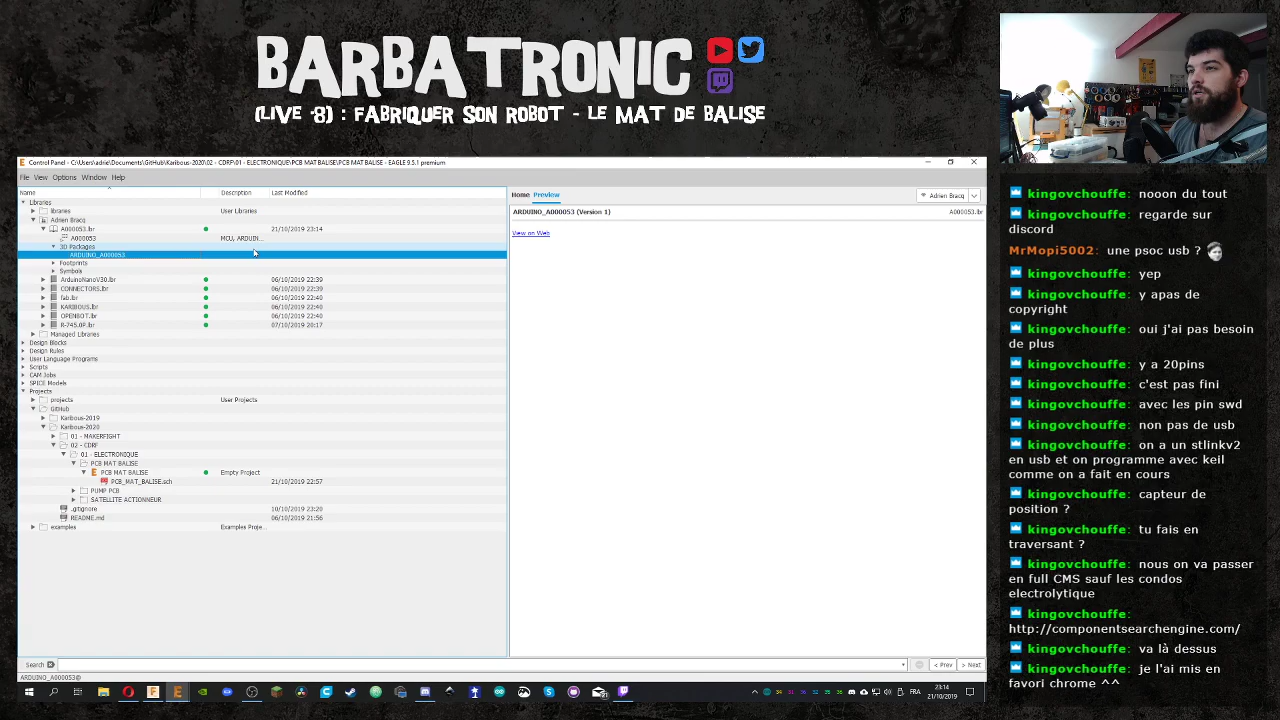 BARBATRONIC
(LIVE -8) : FABRIQUER SON ROBOT - LE MAT DE BALISE
Control Panel - C:\Users\adrie\Documents\GitHub\Karibous-2020\02 - CDRF\01 - ELECTRONIQUE\PCB MAT BALISE\PCB MAT BALISE - EAGLE 9.5.1 premium
File View Options Window Help
Name Description Last Modified
Libraries
libraries User Libraries
Adrien Bracq
A000053.lbr 21/10/2019 23:14
A000053 MCU, ARDUI...
3D Packages
ARDUINO_A000053
Footprints
Symbols
ArduinoNanoV30.lbr 06/10/2019 22:39
CONNECTORS.lbr 06/10/2019 22:39
fab.lbr 06/10/2019 22:40
KARIBOUS.lbr 06/10/2019 22:40
OPENBOT.lbr 06/10/2019 22:40
R-745.0P.lbr 07/10/2019 20:17
Managed Libraries
Design Blocks
Design Rules
User Language Programs
Scripts
CAM Jobs
SPICE Models
Projects
projects User Projects
GitHub
Karibous-2019
Karibous-2020
01 - MAKERFIGHT
02 - CDRF
01 - ELECTRONIQUE
PCB MAT BALISE
PCB MAT BALISE Empty Project
PCB_MAT_BALISE.sch 21/10/2019 22:57
PUMP PCB
SATELLITE ACTIONNEUR
.gitignore 10/10/2019 23:20
README.md 06/10/2019 21:56
examples Examples Proje...
Home Preview Adrien Bracq
ARDUINO_A000053 (Version 1) A000053.lbr
View on Web
Search < Prev > Next
ARDUINO_A000053@
FRA
23:14
21/10/2019
kingovchouffe: nooon du tout
kingovchouffe: regarde sur
discord
MrMopi5002: une psoc usb ?
kingovchouffe: yep
kingovchouffe: y apas de
copyright
kingovchouffe: oui j'ai pas besoin
de plus
kingovchouffe: y a 20pins
kingovchouffe: c'est pas fini
kingovchouffe: avec les pin swd
kingovchouffe: non pas de usb
kingovchouffe: on a un stlinkv2
en usb et on programme avec keil
comme on a fait en cours
kingovchouffe: capteur de
position ?
kingovchouffe: tu fais en
traversant ?
kingovchouffe: nous on va passer
en full CMS sauf les condos
electrolytique
kingovchouffe:
http://componentsearchengine.com/
kingovchouffe: va là dessus
kingovchouffe: je l'ai mis en
favori chrome ^^